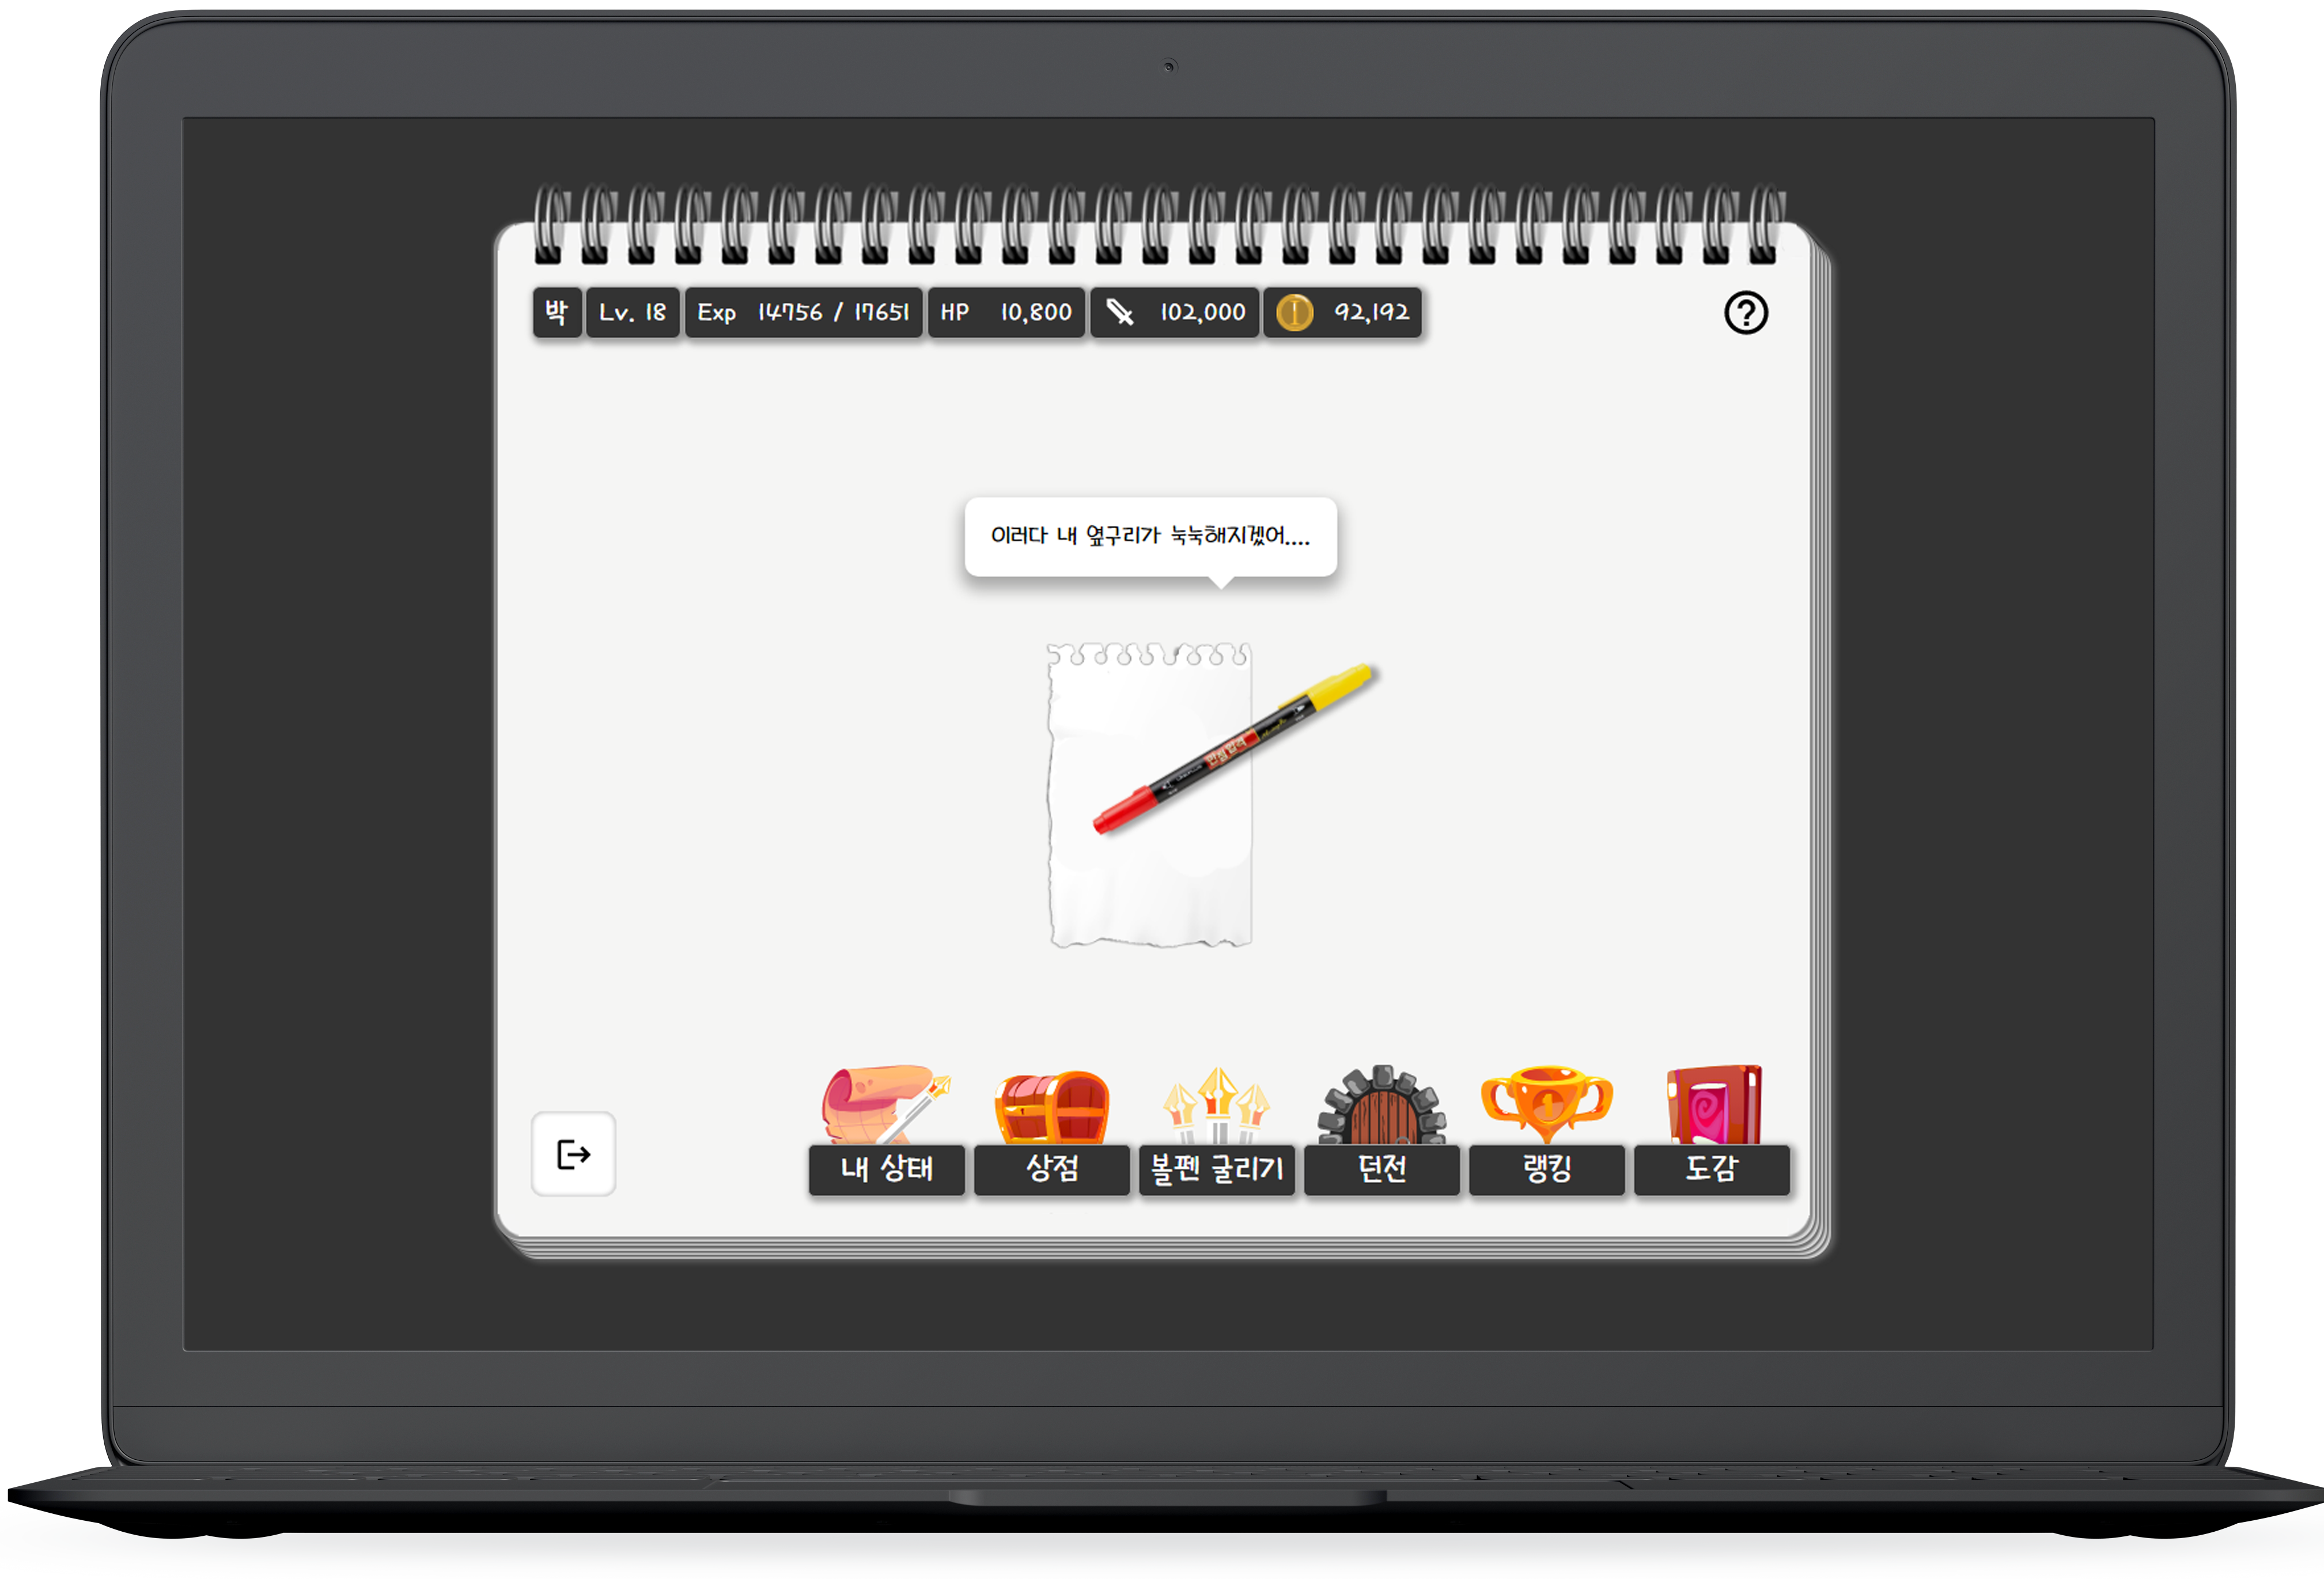 박 Lv. 18 Exp 14756 / 17651 HP 10,800 102,000 92,192
이러다 내 옆구리가 눅눅해지겠어....
내 상태 상점 볼펜 굴리기 던전 랭킹 도감